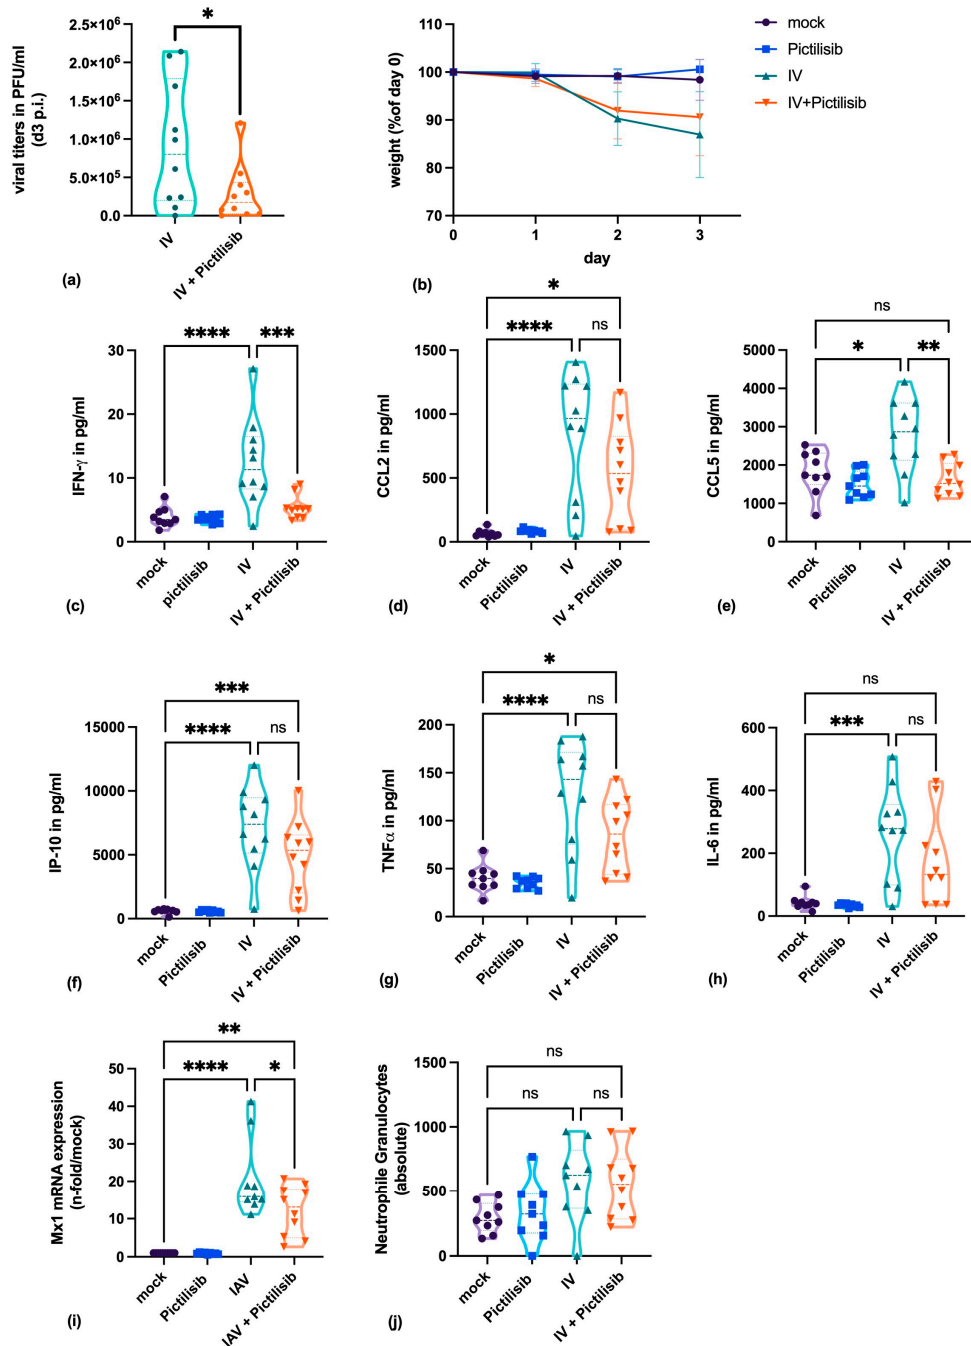 *
2.5×10⁶
2.0×10⁶
1.5×10⁶
1.0×10⁶
5.0×10⁵
0.0
viral titers in PFU/ml
(d3 p.i.)
IV
IV + Pictilisib
(a)
110
100
90
80
70
weight (%of day 0)
0
1
2
3
day
(b)
mock
Pictilisib
IV
IV+Pictilisib
****
***
30
20
10
0
IFN-γ in pg/ml
mock
pictilisib
IV
IV + Pictilisib
(c)
*
****
ns
1500
1000
500
0
CCL2 in pg/ml
mock
Pictilisib
IV
IV + Pictilisib
(d)
ns
*
**
5000
4000
3000
2000
1000
0
CCL5 in pg/ml
mock
Pictilisib
IV
IV + Pictilisib
(e)
***
****
ns
15000
10000
5000
0
IP-10 in pg/ml
mock
Pictilisib
IV
IV + Pictilisib
(f)
*
****
ns
200
150
100
50
0
TNFα in pg/ml
mock
Pictilisib
IV
IV + Pictilisib
(g)
ns
***
ns
600
400
200
0
IL-6 in pg/ml
mock
Pictilisib
IV
IV + Pictilisib
(h)
**
****
*
50
40
30
20
10
0
Mx1 mRNA expression
(n-fold/mock)
mock
Pictilisib
IAV
IAV + Pictilisib
(i)
ns
ns
ns
1500
1000
500
0
Neutrophile Granulocytes
(absolute)
mock
Pictilisib
IV
IV + Pictilisib
(j)